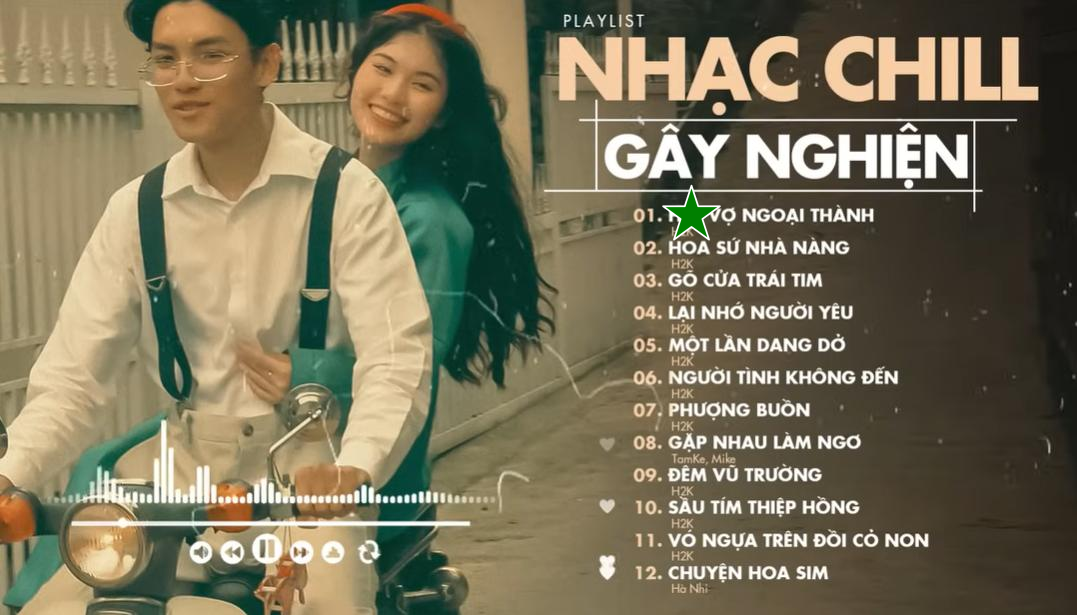 PLAYLIST
NHẠC CHILL
GÂY NGHIỆN
01. VỢ NGOẠI THÀNH
H2K
02. HOA SỨ NHÀ NÀNG
H2K
03. GÕ CỬA TRÁI TIM
H2K
04. LẠI NHỚ NGƯỜI YÊU
H2K
05. MỘT LẦN DANG DỞ
H2K
06. NGƯỜI TÌNH KHÔNG ĐẾN
H2K
07. PHƯỢNG BUỒN
H2K
08. GẶP NHAU LÀM NGƠ
TamKe, Mike
09. ĐÊM VŨ TRƯỜNG
H2K
10. SẦU TÍM THIỆP HỒNG
H2K
11. VÓ NGỰA TRÊN ĐỒI CỎ NON
H2K
12. CHUYỆN HOA SIM
Hà Nhi